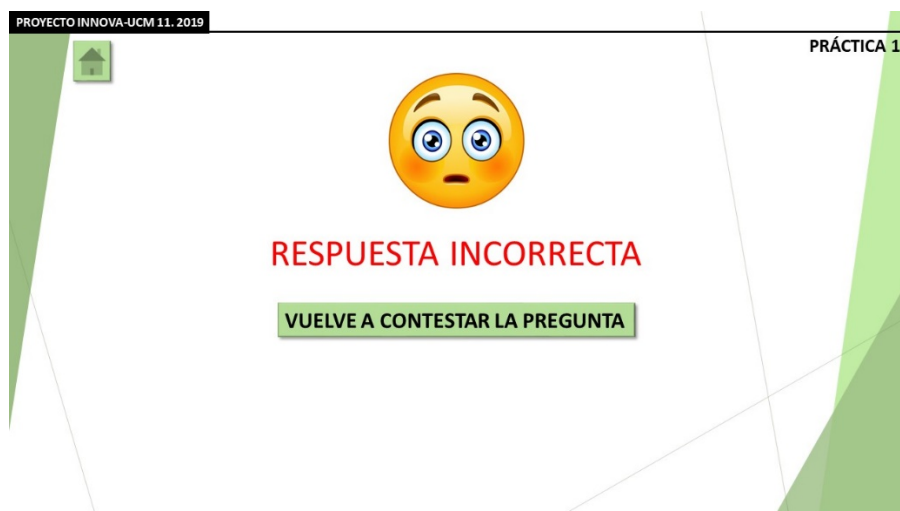 PROYECTO INNOVA-UCM 11. 2019
PRÁCTICA 1
RESPUESTA INCORRECTA
VUELVE A CONTESTAR LA PREGUNTA